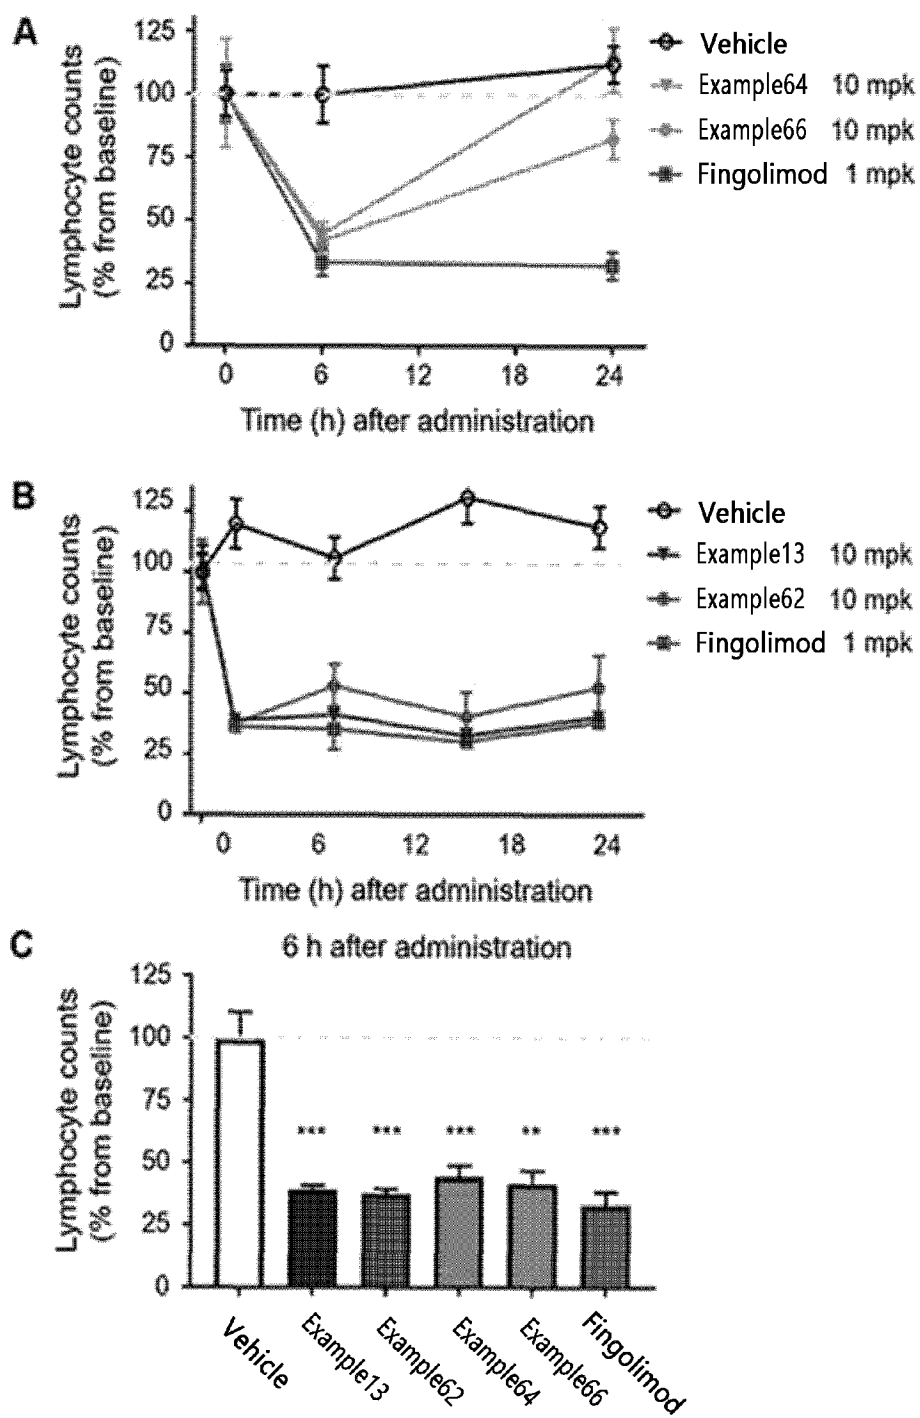 A
Lymphocyte counts
(% from baseline)
125
100
75
50
25
0
0 6 12 18 24
Time (h) after administration
Vehicle
Example64 10 mpk
Example66 10 mpk
Fingolimod 1 mpk
B
Lymphocyte counts
(% from baseline)
125
100
75
50
25
0
0 6 12 18 24
Time (h) after administration
Vehicle
Example13 10 mpk
Example62 10 mpk
Fingolimod 1 mpk
C
6 h after administration
Lymphocyte counts
(% from baseline)
125
100
75
50
25
0
*** *** *** ** ***
Vehicle
Example13
Example62
Example64
Example66
Fingolimod